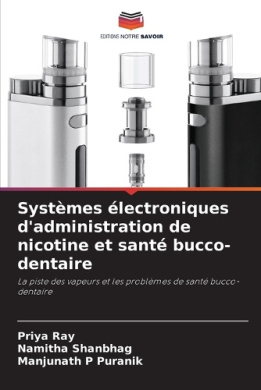 EDITIONS NOTRE SAVOIR
Systèmes électroniques
d'administration de
nicotine et santé bucco-
dentaire
La piste des vapeurs et les problèmes de santé bucco-
dentaire
Priya Ray
Namitha Shanbhag
Manjunath P Puranik